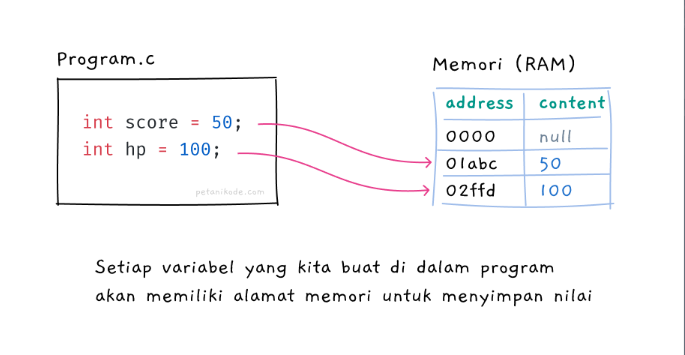 Program.c
int score = 50;
int hp = 100;
petanikode.com
Memori (RAM)
address content
0000 null
01abc 50
02ffd 100
Setiap variabel yang kita buat di dalam program
akan memiliki alamat memori untuk menyimpan nilai